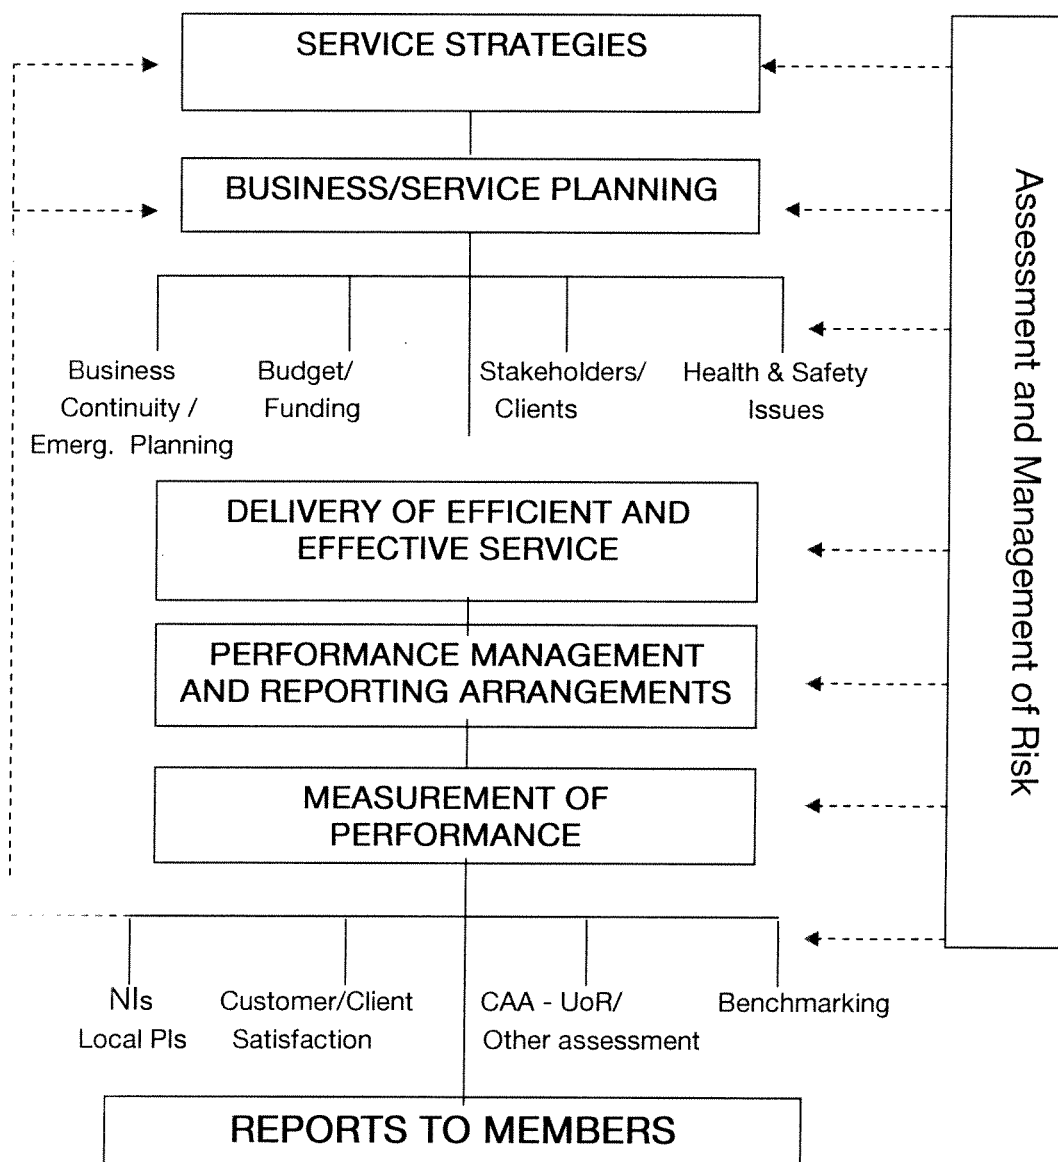 SERVICE STRATEGIES
BUSINESS/SERVICE PLANNING
Business
Continuity /
Emerg. Planning
Budget/
Funding
Stakeholders/
Clients
Health & Safety
Issues
DELIVERY OF EFFICIENT AND
EFFECTIVE SERVICE
PERFORMANCE MANAGEMENT
AND REPORTING ARRANGEMENTS
MEASUREMENT OF
PERFORMANCE
NIs
Local PIs
Customer/Client
Satisfaction
CAA - UoR/
Other assessment
Benchmarking
REPORTS TO MEMBERS
Assessment and Management of Risk